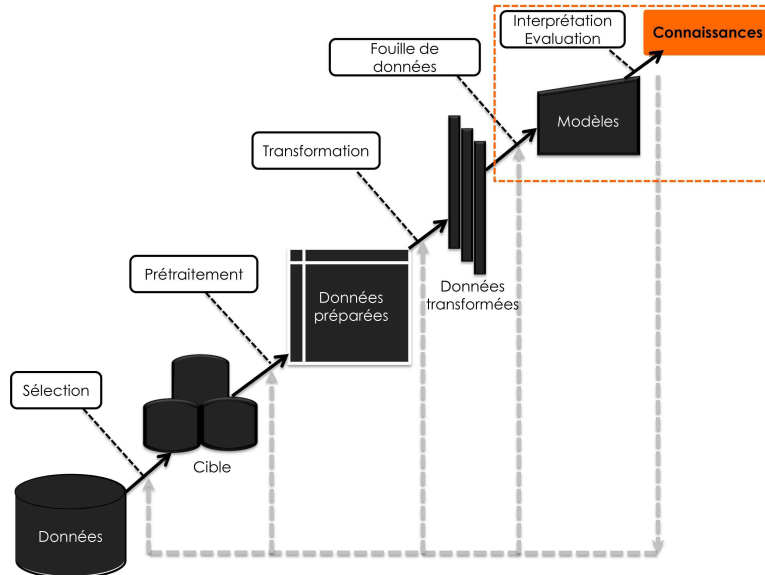 Interprétation
Evaluation
Connaissances
Fouille de
données
Modèles
Transformation
Données
transformées
Prétraitement
Données
préparées
Sélection
Cible
Données